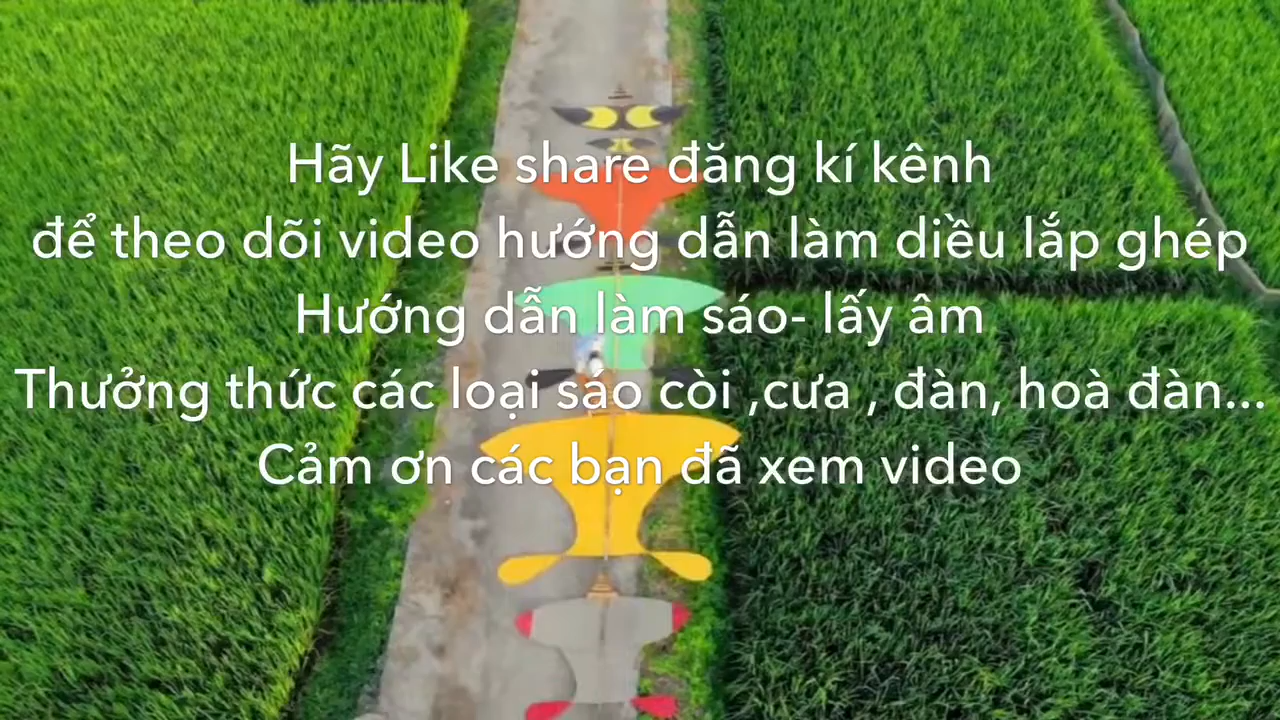 Hãy Like share đăng kí kênh
để theo dõi video hướng dẫn làm diều lắp ghép
Hướng dẫn làm sáo- lấy âm
Thưởng thức các loại sáo còi ,cưa , đàn, hoà đàn...
Cảm ơn các bạn đã xem video